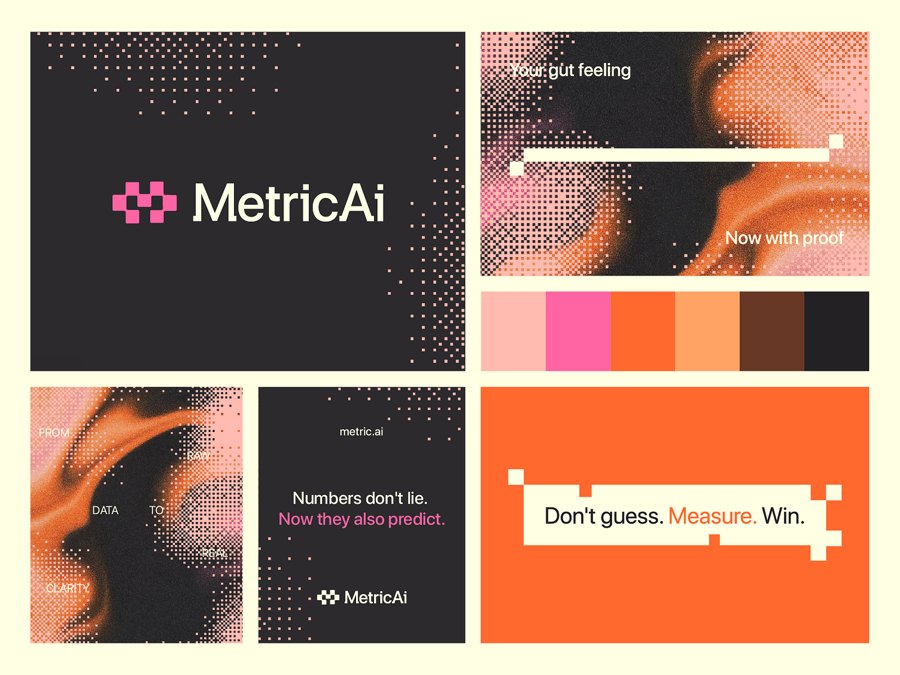 MetricAi
Your gut feeling
Now with proof
FROM
RAW
DATA TO
REAL
CLARITY
metric.ai
Numbers don't lie.
Now they also predict.
MetricAi
Don't guess. Measure. Win.